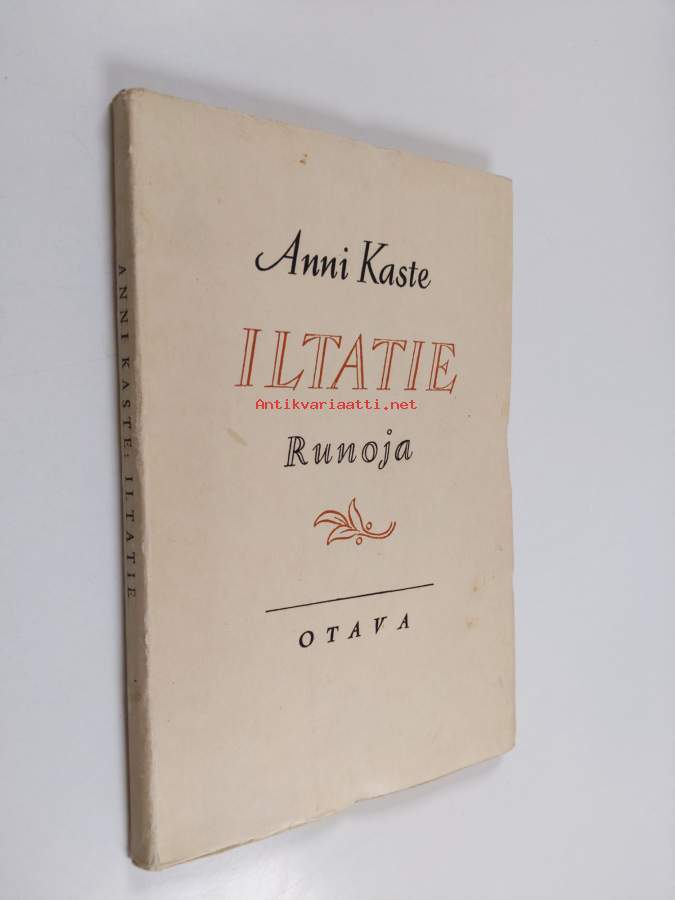 Anni Kaste
ILTATIE
Antikvariaatti.net
Runoja
OTAVA
ANNI KASTE: ILTATIE